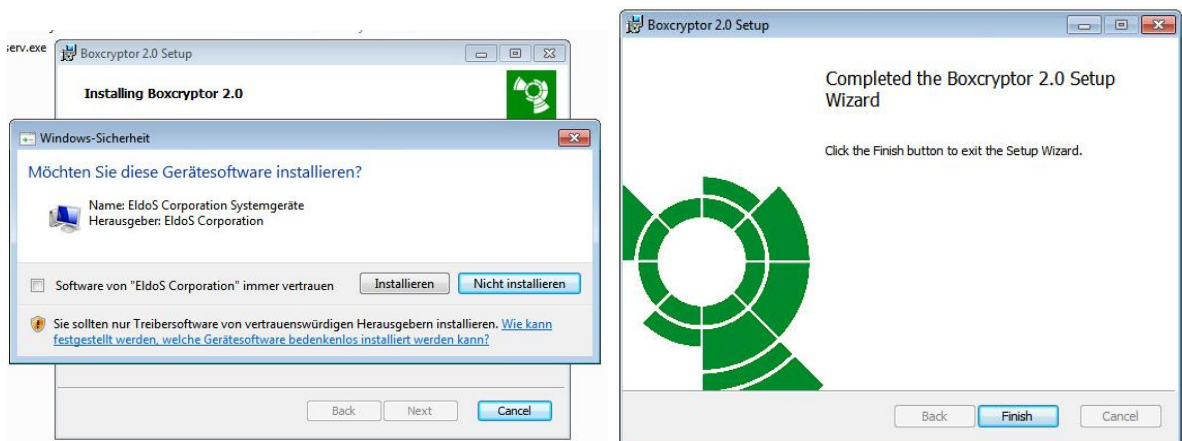 serv.exe
Boxcryptor 2.0 Setup
Installing Boxcryptor 2.0
Windows-Sicherheit
Möchten Sie diese Gerätesoftware installieren?
Name: EldoS Corporation Systemgeräte
Herausgeber: EldoS Corporation
Software von "EldoS Corporation" immer vertrauen
Installieren
Nicht installieren
Sie sollten nur Treibersoftware von vertrauenswürdigen Herausgebern installieren. Wie kann
festgestellt werden, welche Gerätesoftware bedenkenlos installiert werden kann?
Back
Next
Cancel
Boxcryptor 2.0 Setup
Completed the Boxcryptor 2.0 Setup
Wizard
Click the Finish button to exit the Setup Wizard.
Back
Finish
Cancel